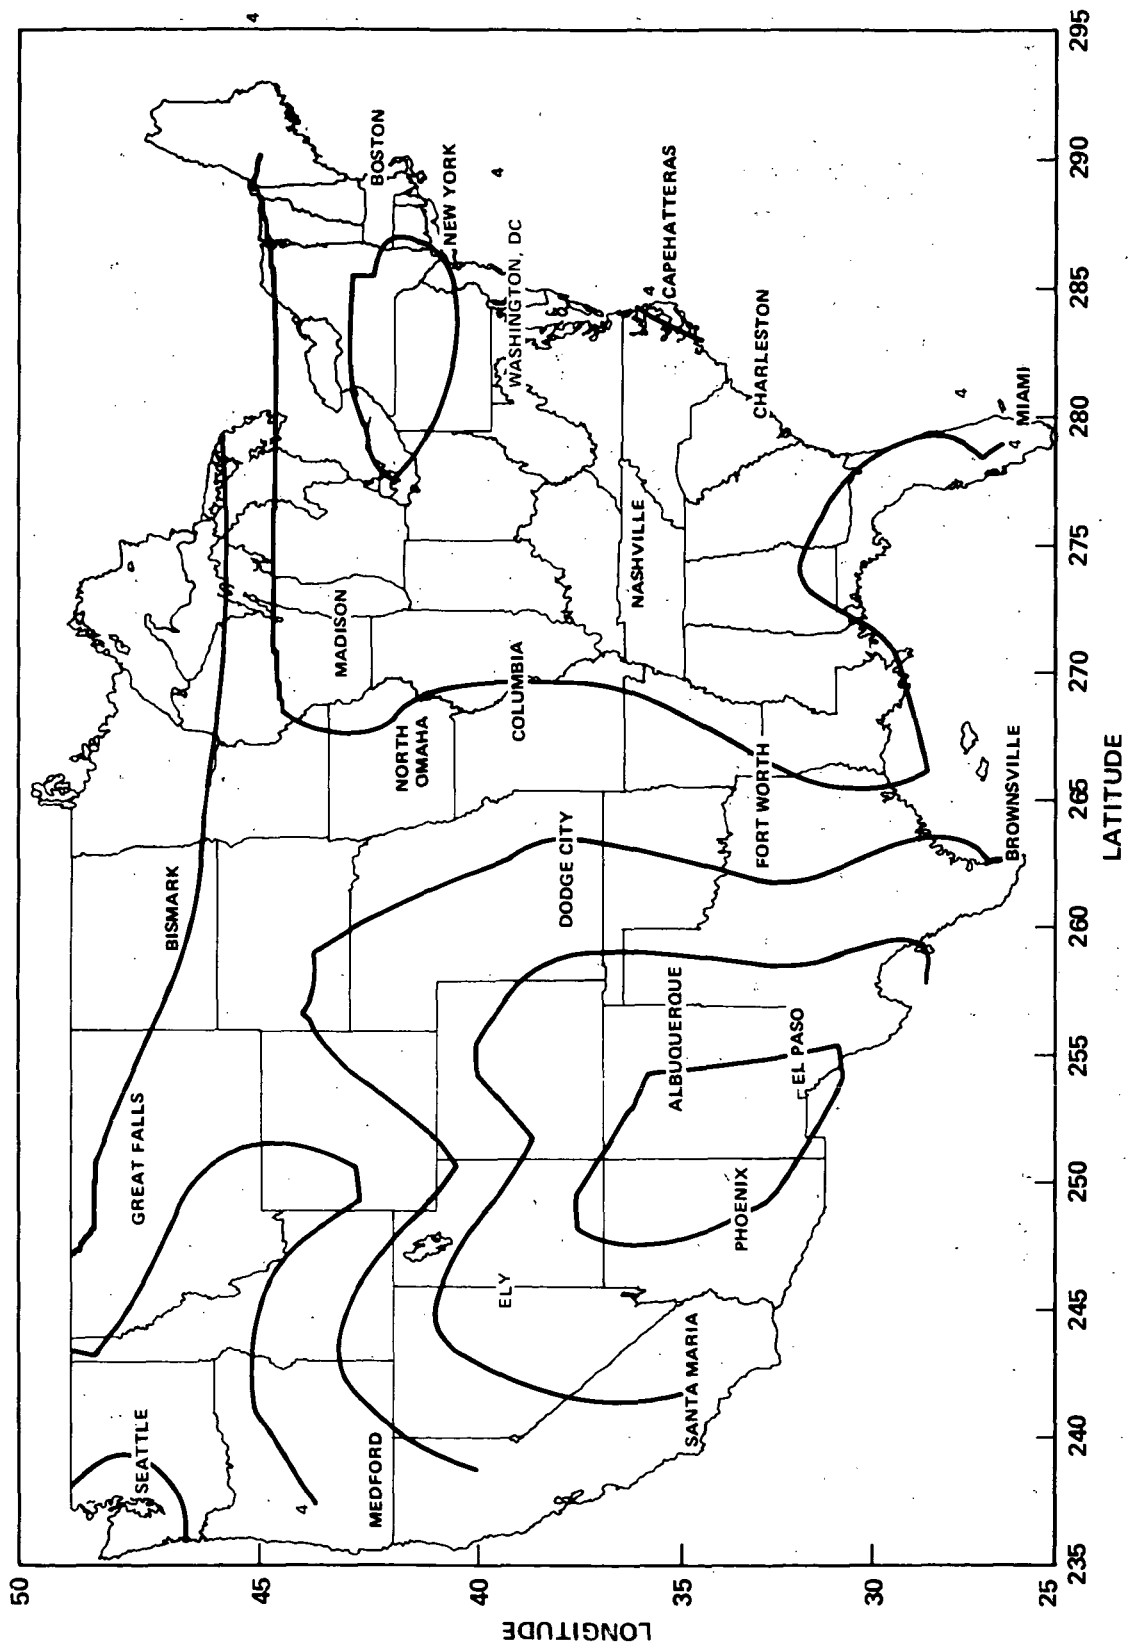 50
45
40
35
30
25
LONGITUDE
235
240
245
250
255
260
265
270
275
280
285
290
295
LATITUDE
SEATTLE
GREAT FALLS
BISMARK
MEDFORD
ELY
SANTA MARIA
PHOENIX
ALBUQUERQUE
EL PASO
DODGE CITY
FORT WORTH
BROWNSVILLE
NORTH
OMAHA
COLUMBIA
MADISON
NASHVILLE
CHARLESTON
MIAMI
CAPEHATTERAS
WASHINGTON, DC
NEW YORK
BOSTON
4
4
4
4
4
4